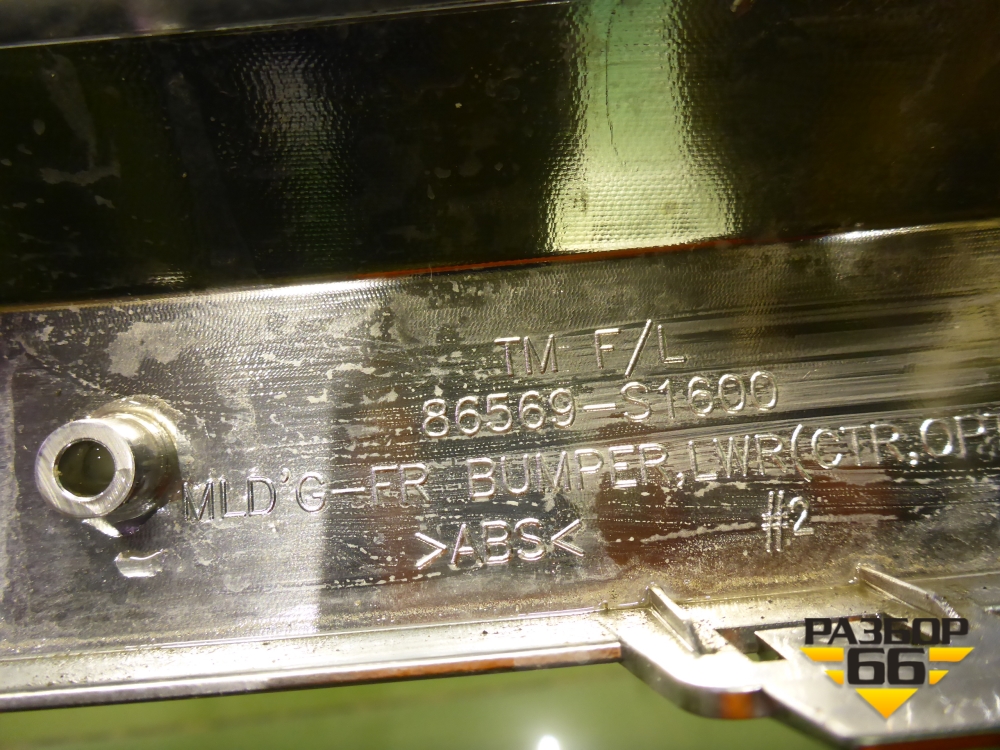 TM F/L
86569-S1600
MLD'G-FR BUMPER,LWR(CTR,OP
>ABS<
#2
РАЗБОР
66